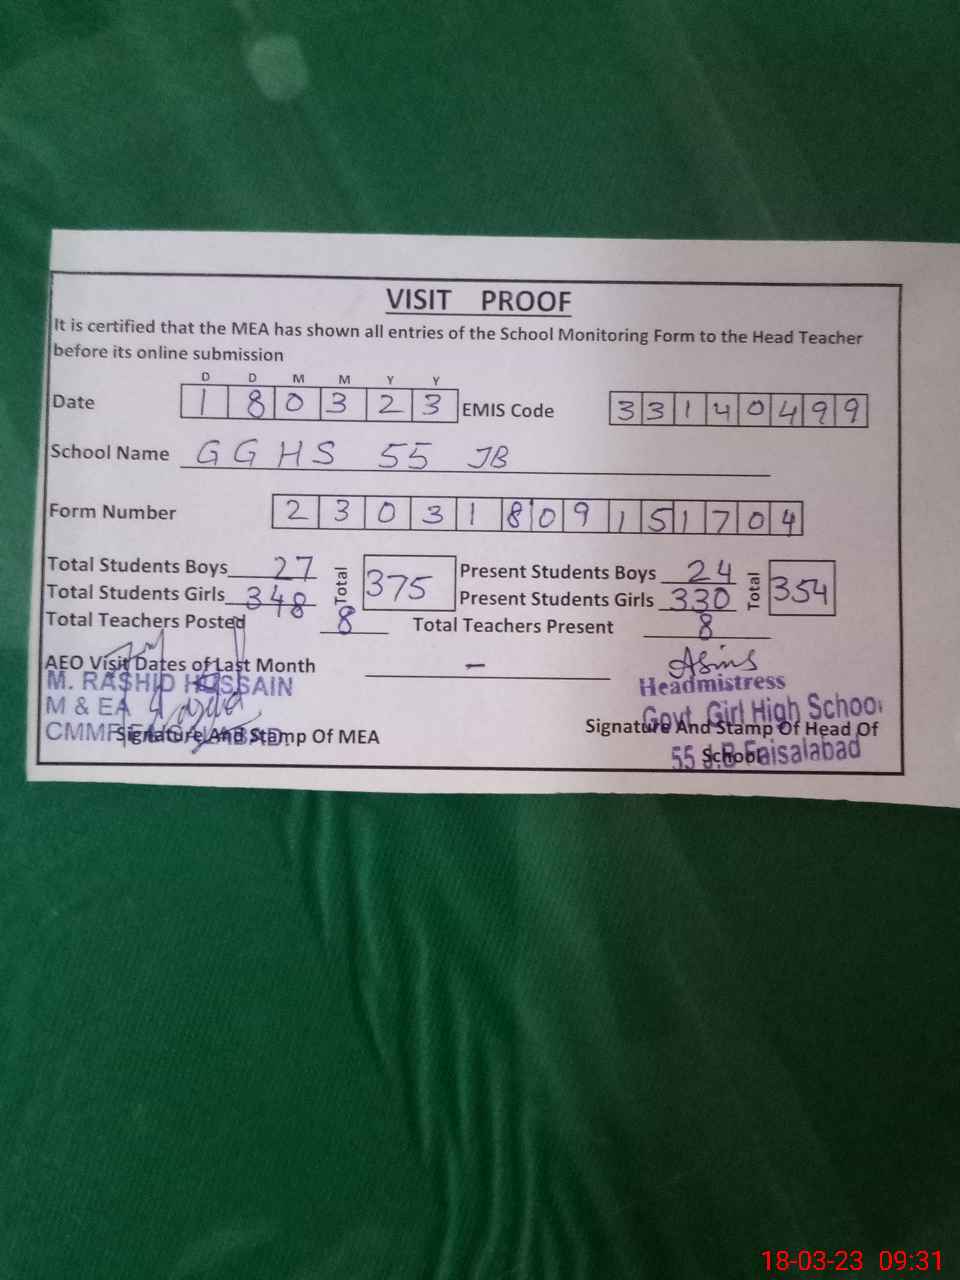 VISIT PROOF
It is certified that the MEA has shown all entries of the School Monitoring Form to the Head Teacher
before its online submission
D D M M Y Y
Date 1 8 0 3 2 3 EMIS Code 3 3 1 4 0 4 9 9
School Name GGHS 55 JB
Form Number 2 3 0 3 1 8 0 9 1 5 1 7 0 4
Total Students Boys 27 Total 375 Present Students Boys 24 Total 354
Total Students Girls 348 Present Students Girls 330
Total Teachers Posted 8 Total Teachers Present 8
AEO Visit Dates of Last Month -
M. RASHID HUSSAIN
M & EA
CMMF
Signature And Stamp Of MEA
Headmistress
Govt. Girl High School
Signature And Stamp Of Head Of
School
55 J.B Faisalabad
18-03-23 09:31